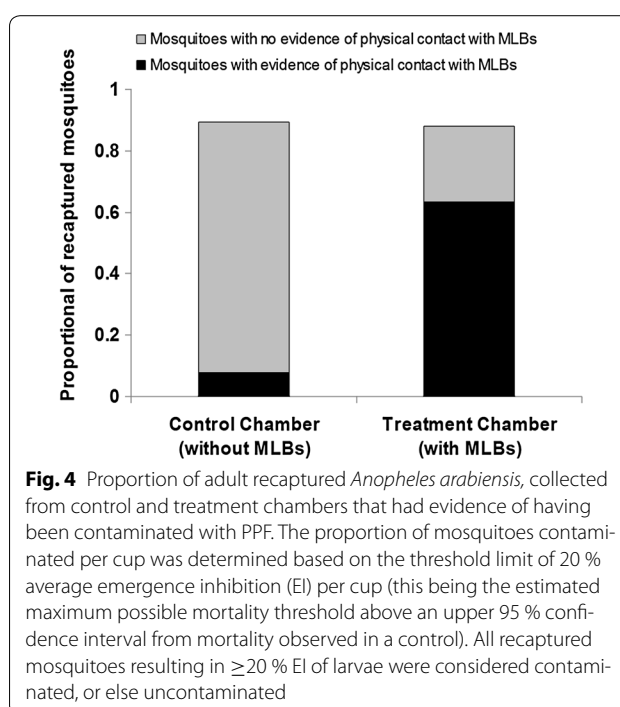 Mosquitoes with no evidence of physical contact with MLBs
Mosquitoes with evidence of physical contact with MLBs
Proportional of recaptured mosquitoes
1
0.8
0.6
0.4
0.2
0
Control Chamber
(without MLBs)
Treatment Chamber
(with MLBs)
Fig. 4 Proportion of adult recaptured Anopheles arabiensis, collected
from control and treatment chambers that had evidence of having
been contaminated with PPF. The proportion of mosquitoes contami-
nated per cup was determined based on the threshold limit of 20 %
average emergence inhibition (EI) per cup (this being the estimated
maximum possible mortality threshold above an upper 95 % confi-
dence interval from mortality observed in a control). All recaptured
mosquitoes resulting in ≥20 % EI of larvae were considered contami-
nated, or else uncontaminated